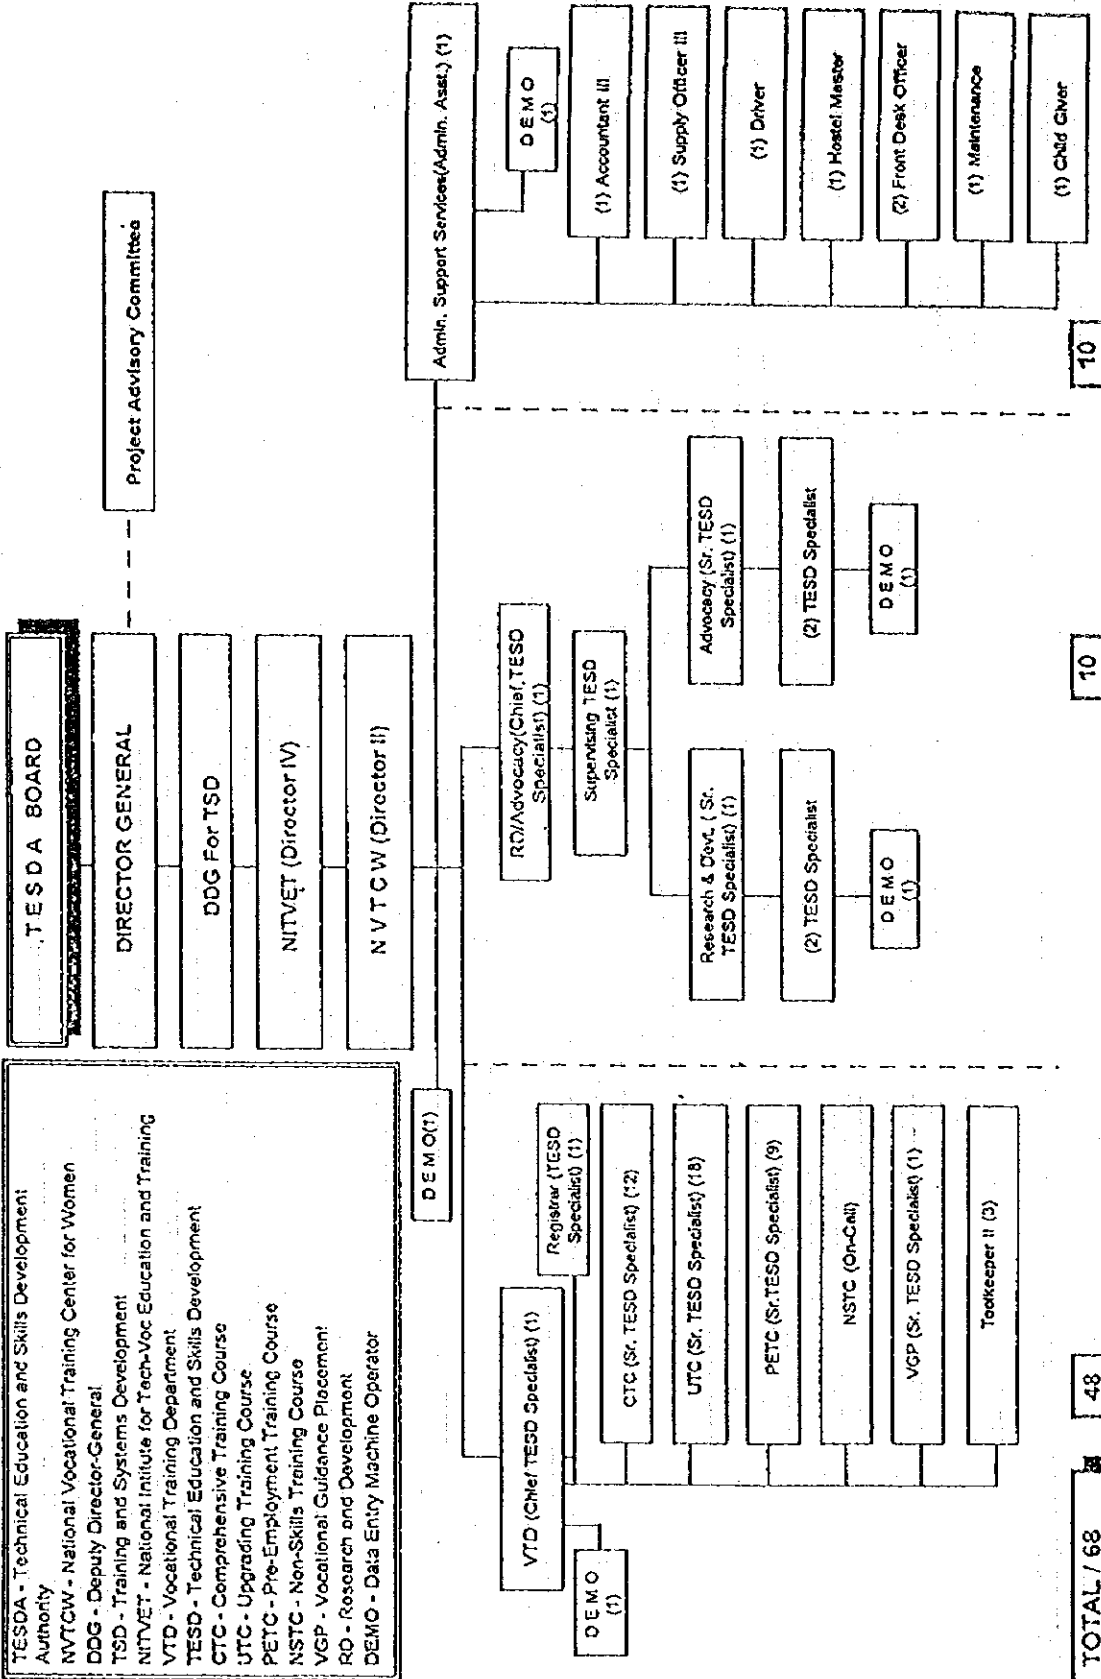 TESDA - Technical Education and Skills Development
Authority
NVTCW - National Vocational Training Center for Women
DDG - Deputy Director-General
TSD - Training and Systems Development
NITVET - National Intitute for Tech-Voc Education and Training
VTD - Vocational Training Department
TESD - Technical Education and Skills Development
CTC - Comprehensive Training Course
UTC - Upgrading Training Course
PETC - Pre-Employment Training Course
NSTC - Non-Skills Training Course
VGP - Vocational Guidance Placement
RD - Research and Development
DEMO - Data Entry Machine Operator
TESDA BOARD
DIRECTOR GENERAL
Project Advisory Committee
DDG For TSD
NITVET (Director IV)
NVTCW (Director II)
DEMO(1)
Admin. Support Services(Admin. Asst.) (1)
DEMO
(1)
(1) Accountant III
(1) Supply Officer III
(1) Driver
(1) Hostel Master
(2) Front Desk Officer
(1) Maintenance
(1) Child Giver
RD/Advocacy(Chief TESD
Specialist) (1)
Supervising TESD
Specialist (1)
Research & Devt. ( Sr.
TESD Specialist) (1)
(2) TESD Specialist
DEMO
(1)
Advocacy (Sr. TESD
Specialist) (1)
(2) TESD Specialist
DEMO
(1)
VTD (Chief TESD Specialist) (1)
DEMO
(1)
Register (TESD
Specialist) (1)
CTC (Sr. TESD Specialist) (12)
UTC (Sr. TESD Specialist) (18)
PETC (Sr.TESD Specialist) (9)
NSTC (On-Call)
VGP (Sr. TESD Specialist) (1)
Toolkeeper II (3)
TOTAL / 68
48
10
10